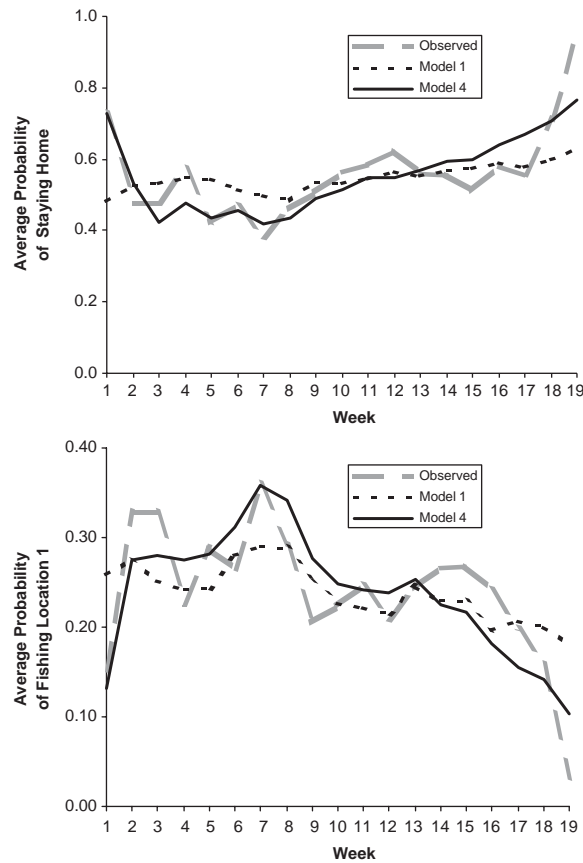 1.0
Observed
Model 1
Model 4
0.8
0.6
0.4
0.2
0.0
Average Probability
of Staying Home
1 2 3 4 5 6 7 8 9 10 11 12 13 14 15 16 17 18 19
Week
0.40
Observed
Model 1
Model 4
0.30
0.20
0.10
0.00
Average Probability
of Fishing Location 1
1 2 3 4 5 6 7 8 9 10 11 12 13 14 15 16 17 18 19
Week